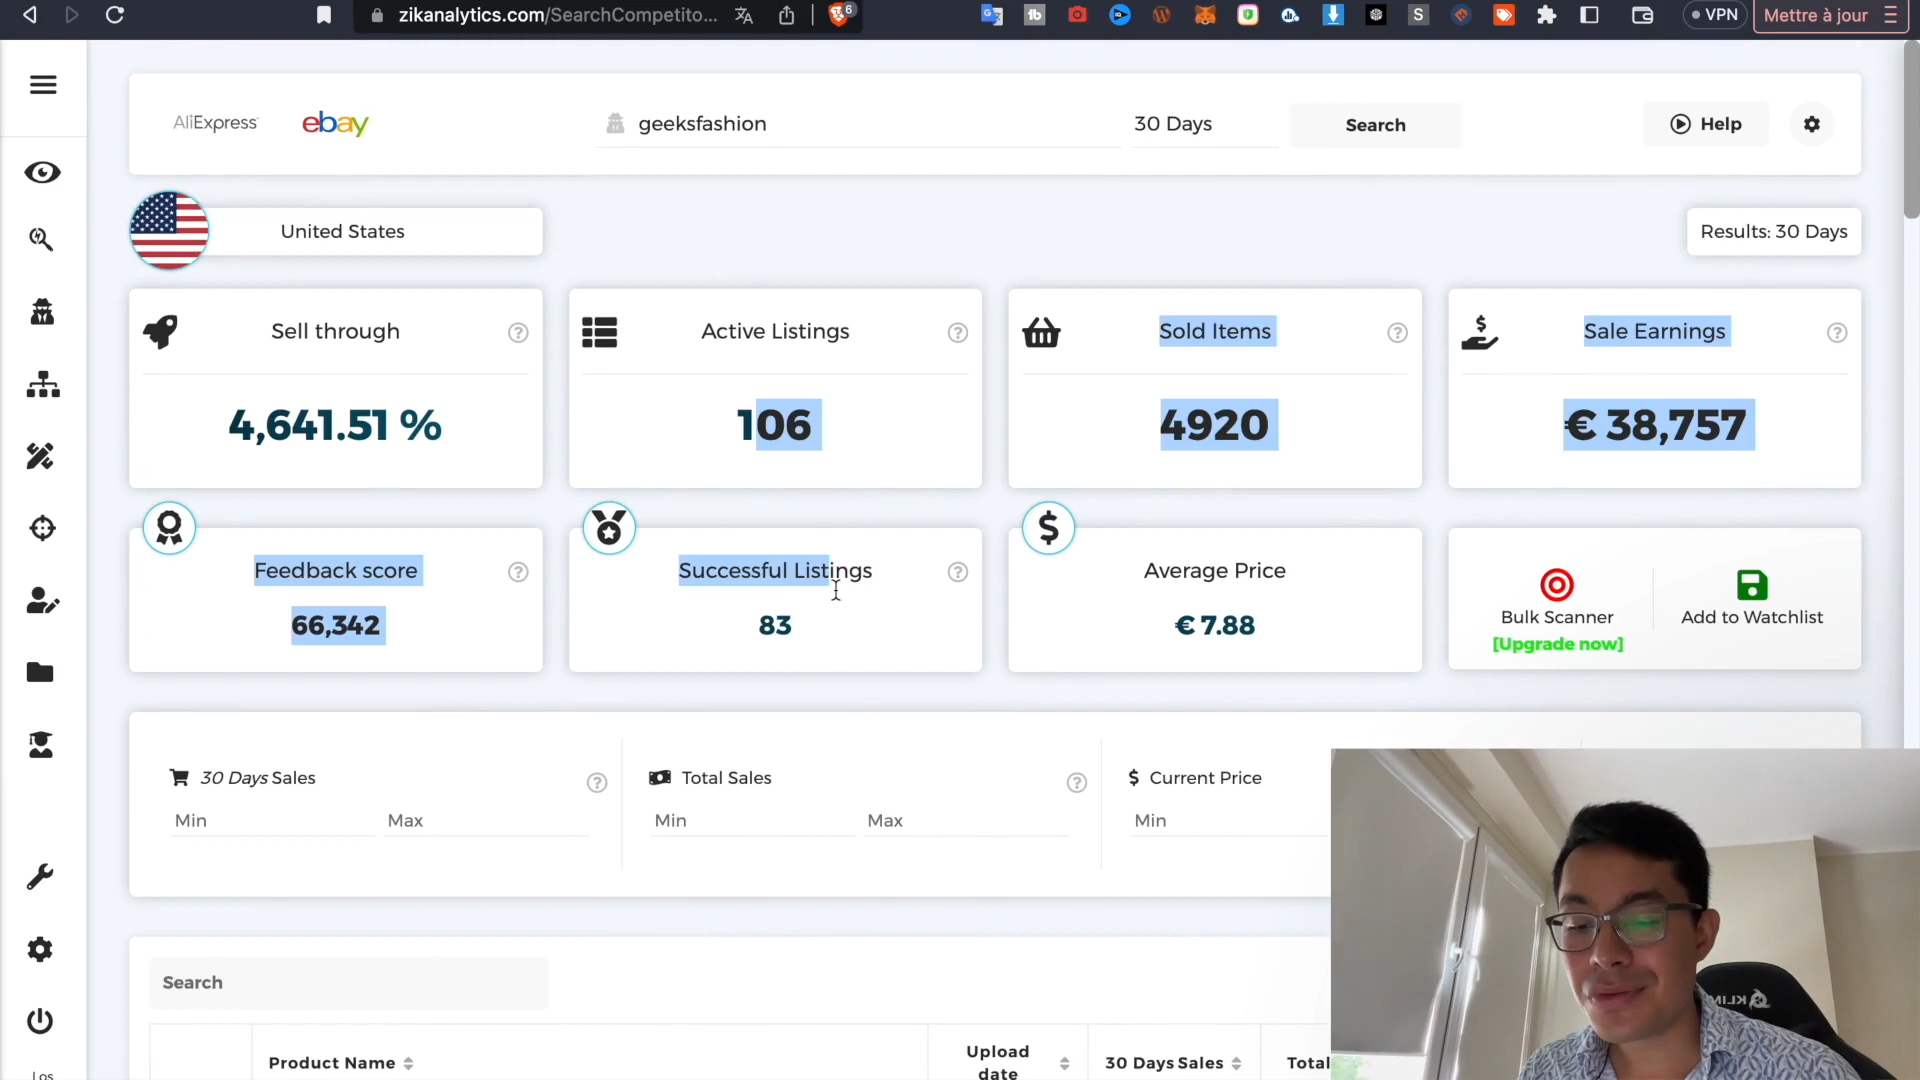 zikanalytics.com/SearchCompetito...
6
VPN
Mettre à jour
AliExpress
ebay
geeksfashion
30 Days
Search
Help
United States
Results: 30 Days
Sell through
Active Listings
Sold Items
Sale Earnings
4,641.51 %
106
4920
€ 38,757
Feedback score
Successful Listings
Average Price
66,342
83
€ 7.88
Bulk Scanner
[Upgrade now]
Add to Watchlist
30 Days Sales
Total Sales
$ Current Price
Min
Max
Min
Max
Min
Search
Product Name
Upload date
30 Days Sales
Total
Log